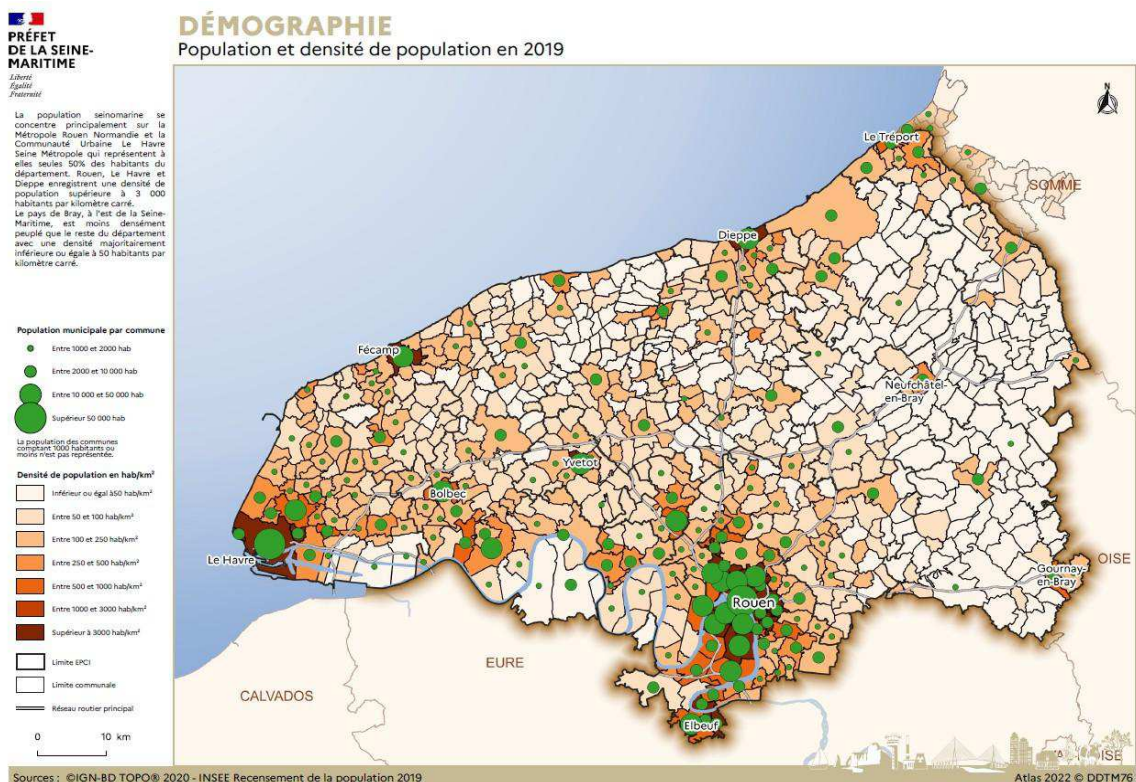 PRÉFET
DE LA SEINE-
MARITIME
Liberté
Égalité
Fraternité
DÉMOGRAPHIE
Population et densité de population en 2019
La population seinomarine se
concentre principalement sur la
Métropole Rouen Normandie et la
Communauté Urbaine Le Havre
Seine Métropole qui représentent à
elles seules 50% des habitants du
département. Rouen, Le Havre et
Dieppe enregistrent une densité de
population supérieure à 3 000
habitants par kilomètre carré.
Le pays de Bray, à l'est de la Seine-
Maritime, est moins densément
peuplé que le reste du département
avec une densité majoritairement
inférieure ou égale à 50 habitants par
kilomètre carré.
Population municipale par commune
Entre 1000 et 2000 hab
Entre 2000 et 10 000 hab
Entre 10 000 et 50 000 hab
Supérieur 50 000 hab
La population des communes
comptant 1000 habitants ou
moins n'est pas représentée.
Densité de population en hab/km²
Inférieur ou égal à50 hab/km²
Entre 50 et 100 hab/km²
Entre 100 et 250 hab/km²
Entre 250 et 500 hab/km²
Entre 500 et 1000 hab/km²
Entre 1000 et 3000 hab/km²
Supérieur à 3000 hab/km²
Limite EPCI
Limite communale
Réseau routier principal
0 10 km
N
Le Tréport
SOMME
Dieppe
Fécamp
Neufchâtel-
en-Bray
Yvetot
Bolbec
Le Havre
OISE
Gournay-
en-Bray
Rouen
EURE
CALVADOS
Elbeuf
Sources : ©IGN-BD TOPO® 2020 - INSEE Recensement de la population 2019
Atlas 2022 © DDTM76